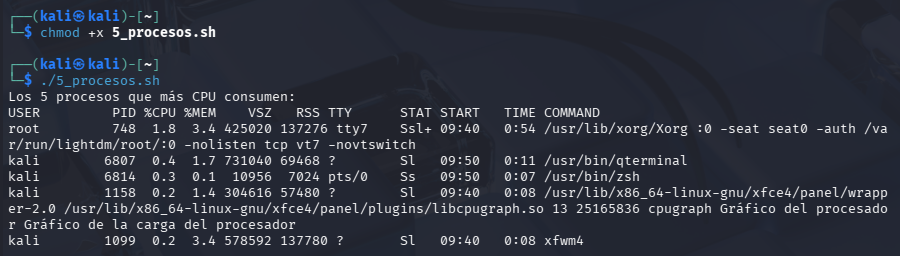 ┌──(kali㉿kali)-[~]
└─$ chmod +x 5_procesos.sh
┌──(kali㉿kali)-[~]
└─$ ./5_procesos.sh
Los 5 procesos que más CPU consumen:
USER         PID %CPU %MEM    VSZ   RSS TTY      STAT START   TIME COMMAND
root         748  1.8  3.4 425020 137276 tty7    Ssl+ 09:40   0:54 /usr/lib/xorg/Xorg :0 -seat seat0 -auth /va
r/run/lightdm/root/:0 -nolisten tcp vt7 -novtswitch
kali        6807  0.4  1.7 731040 69468 ?        Sl   09:50   0:11 /usr/bin/qterminal
kali        6814  0.3  0.1  10956  7024 pts/0    Ss   09:50   0:07 /usr/bin/zsh
kali        1158  0.2  1.4 304616 57480 ?        Sl   09:40   0:08 /usr/lib/x86_64-linux-gnu/xfce4/panel/wrapp
er-2.0 /usr/lib/x86_64-linux-gnu/xfce4/panel/plugins/libcpugraph.so 13 25165836 cpugraph Gráfico del procesado
r Gráfico de la carga del procesador
kali        1099  0.2  3.4 578592 137780 ?       Sl   09:40   0:08 xfwm4